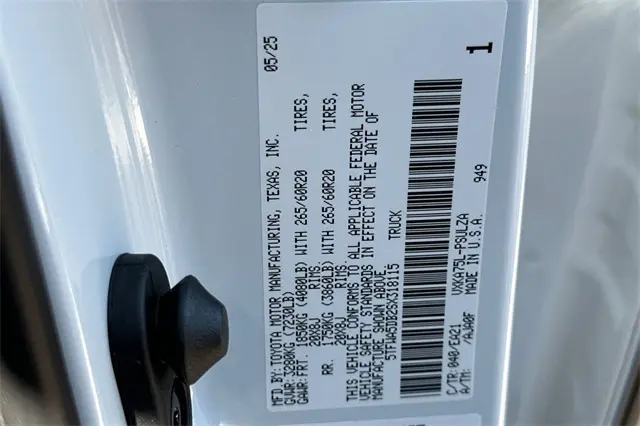 MFD.BY: TOYOTA MOTOR MANUFACTURING, TEXAS, INC. 05/25
GVWR: 3280KG (7230LB)
GAWR: FRT. 1850KG (4080LB) WITH 265/60R20 TIRES,
20X8J RIMS
RR. 1750KG (3860LB) WITH 265/60R20 TIRES,
20X8J RIMS
THIS VEHICLE CONFORMS TO ALL APPLICABLE FEDERAL MOTOR
VEHICLE SAFETY STANDARDS IN EFFECT ON THE DATE OF
MANUFACTURE SHOWN ABOVE.
TRUCK
C/TR: 040/EA21 VXKA75L-PSULZA
A/TM: /AJA0F MADE IN U.S.A. 949
1